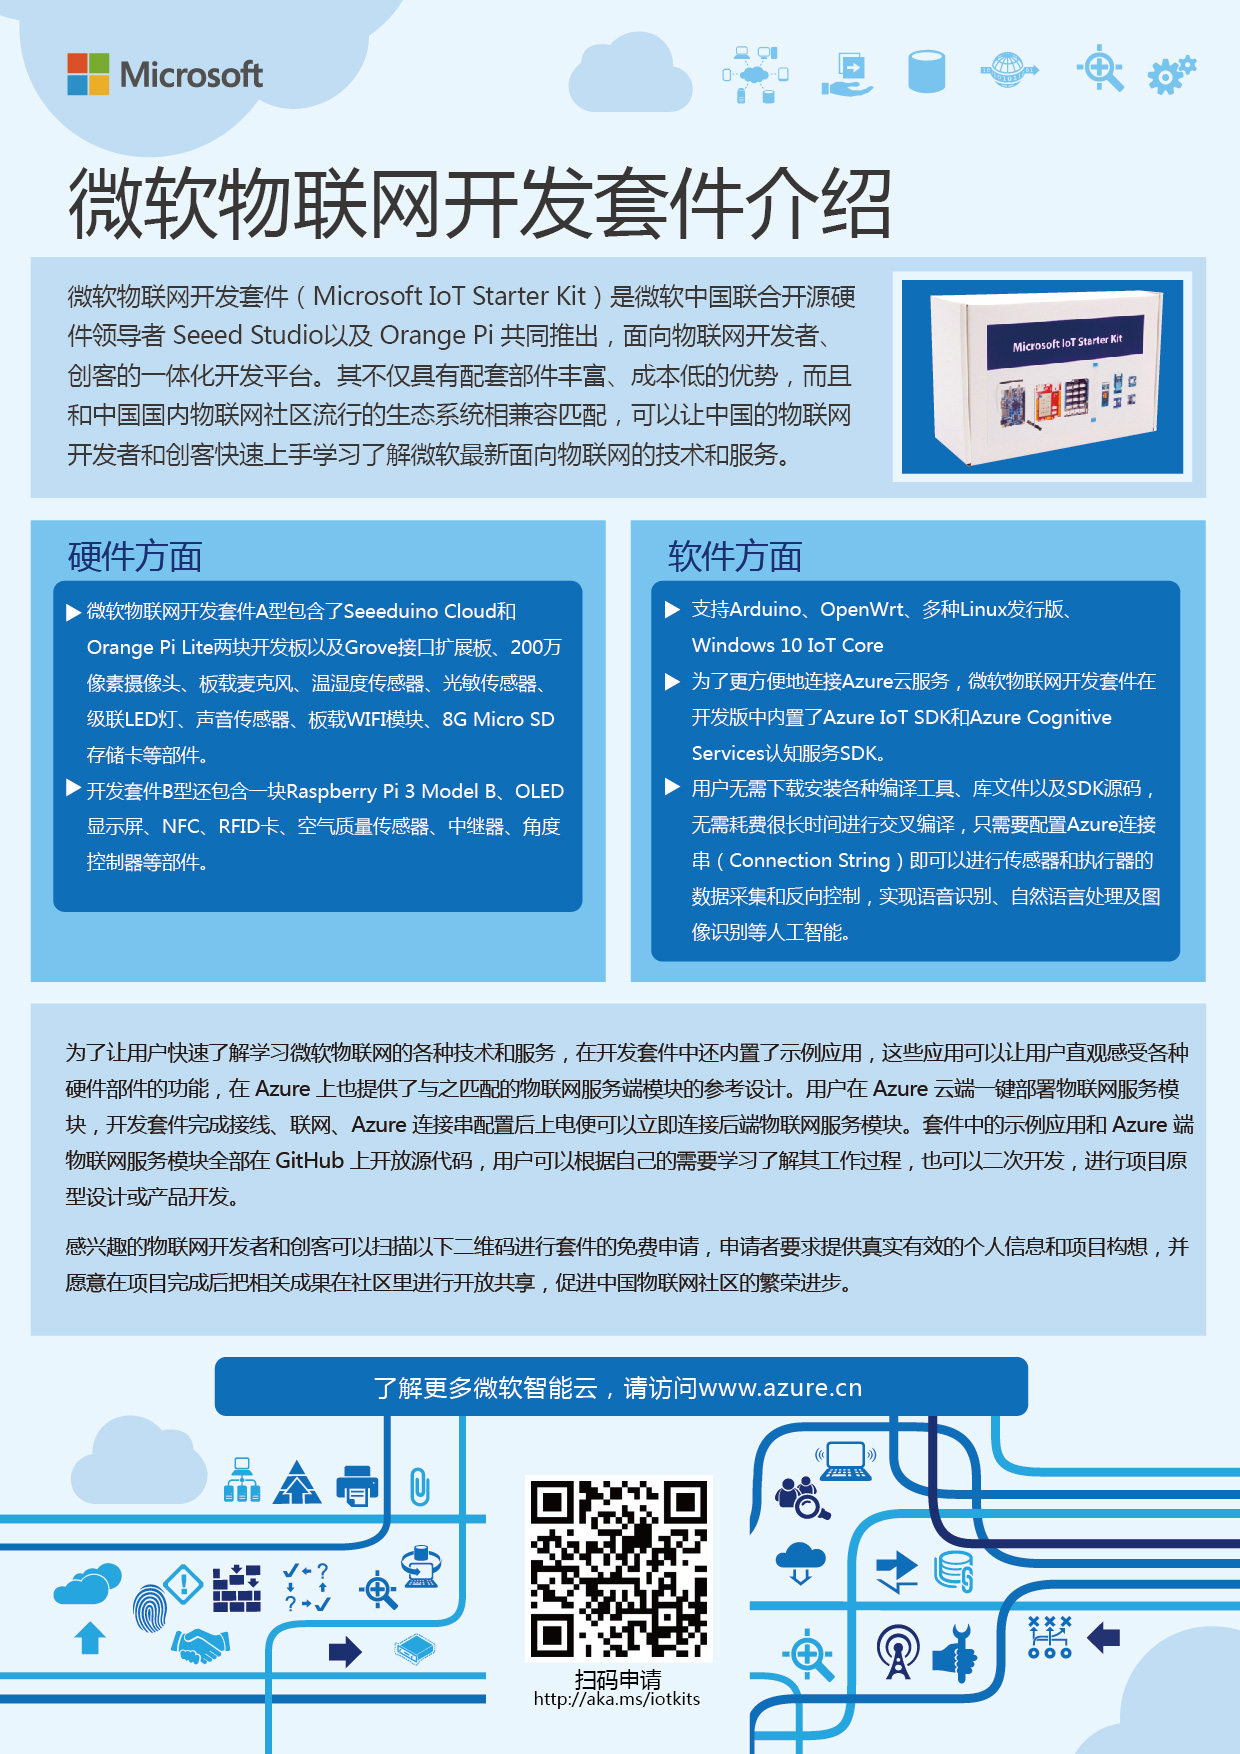 Microsoft
微软物联网开发套件介绍
微软物联网开发套件（Microsoft IoT Starter Kit）是微软中国联合开源硬
件领导者 Seeed Studio以及 Orange Pi 共同推出，面向物联网开发者、
创客的一体化开发平台。其不仅具有配套部件丰富、成本低的优势，而且
和中国国内物联网社区流行的生态系统相兼容匹配，可以让中国的物联网
开发者和创客快速上手学习了解微软最新面向物联网的技术和服务。
Microsoft IoT Starter Kit
硬件方面
微软物联网开发套件A型包含了Seeeduino Cloud和
Orange Pi Lite两块开发板以及Grove接口扩展板、200万
像素摄像头、板载麦克风、温湿度传感器、光敏传感器、
级联LED灯、声音传感器、板载WIFI模块、8G Micro SD
存储卡等部件。
开发套件B型还包含一块Raspberry Pi 3 Model B、OLED
显示屏、NFC、RFID卡、空气质量传感器、中继器、角度
控制器等部件。
软件方面
支持Arduino、OpenWrt、多种Linux发行版、
Windows 10 IoT Core
为了更方便地连接Azure云服务，微软物联网开发套件在
开发版中内置了Azure IoT SDK和Azure Cognitive
Services认知服务SDK。
用户无需下载安装各种编译工具、库文件以及SDK源码，
无需耗费很长时间进行交叉编译，只需要配置Azure连接
串（Connection String）即可以进行传感器和执行器的
数据采集和反向控制，实现语音识别、自然语言处理及图
像识别等人工智能。
为了让用户快速了解学习微软物联网的各种技术和服务，在开发套件中还内置了示例应用，这些应用可以让用户直观感受各种
硬件部件的功能，在 Azure 上也提供了与之匹配的物联网服务端模块的参考设计。用户在 Azure 云端一键部署物联网服务模
块，开发套件完成接线、联网、Azure 连接串配置后上电便可以立即连接后端物联网服务模块。套件中的示例应用和 Azure 端
物联网服务模块全部在 GitHub 上开放源代码，用户可以根据自己的需要学习了解其工作过程，也可以二次开发，进行项目原
型设计或产品开发。
感兴趣的物联网开发者和创客可以扫描以下二维码进行套件的免费申请，申请者要求提供真实有效的个人信息和项目构想，并
愿意在项目完成后把相关成果在社区里进行开放共享，促进中国物联网社区的繁荣进步。
了解更多微软智能云，请访问www.azure.cn
扫码申请
http://aka.ms/iotkits